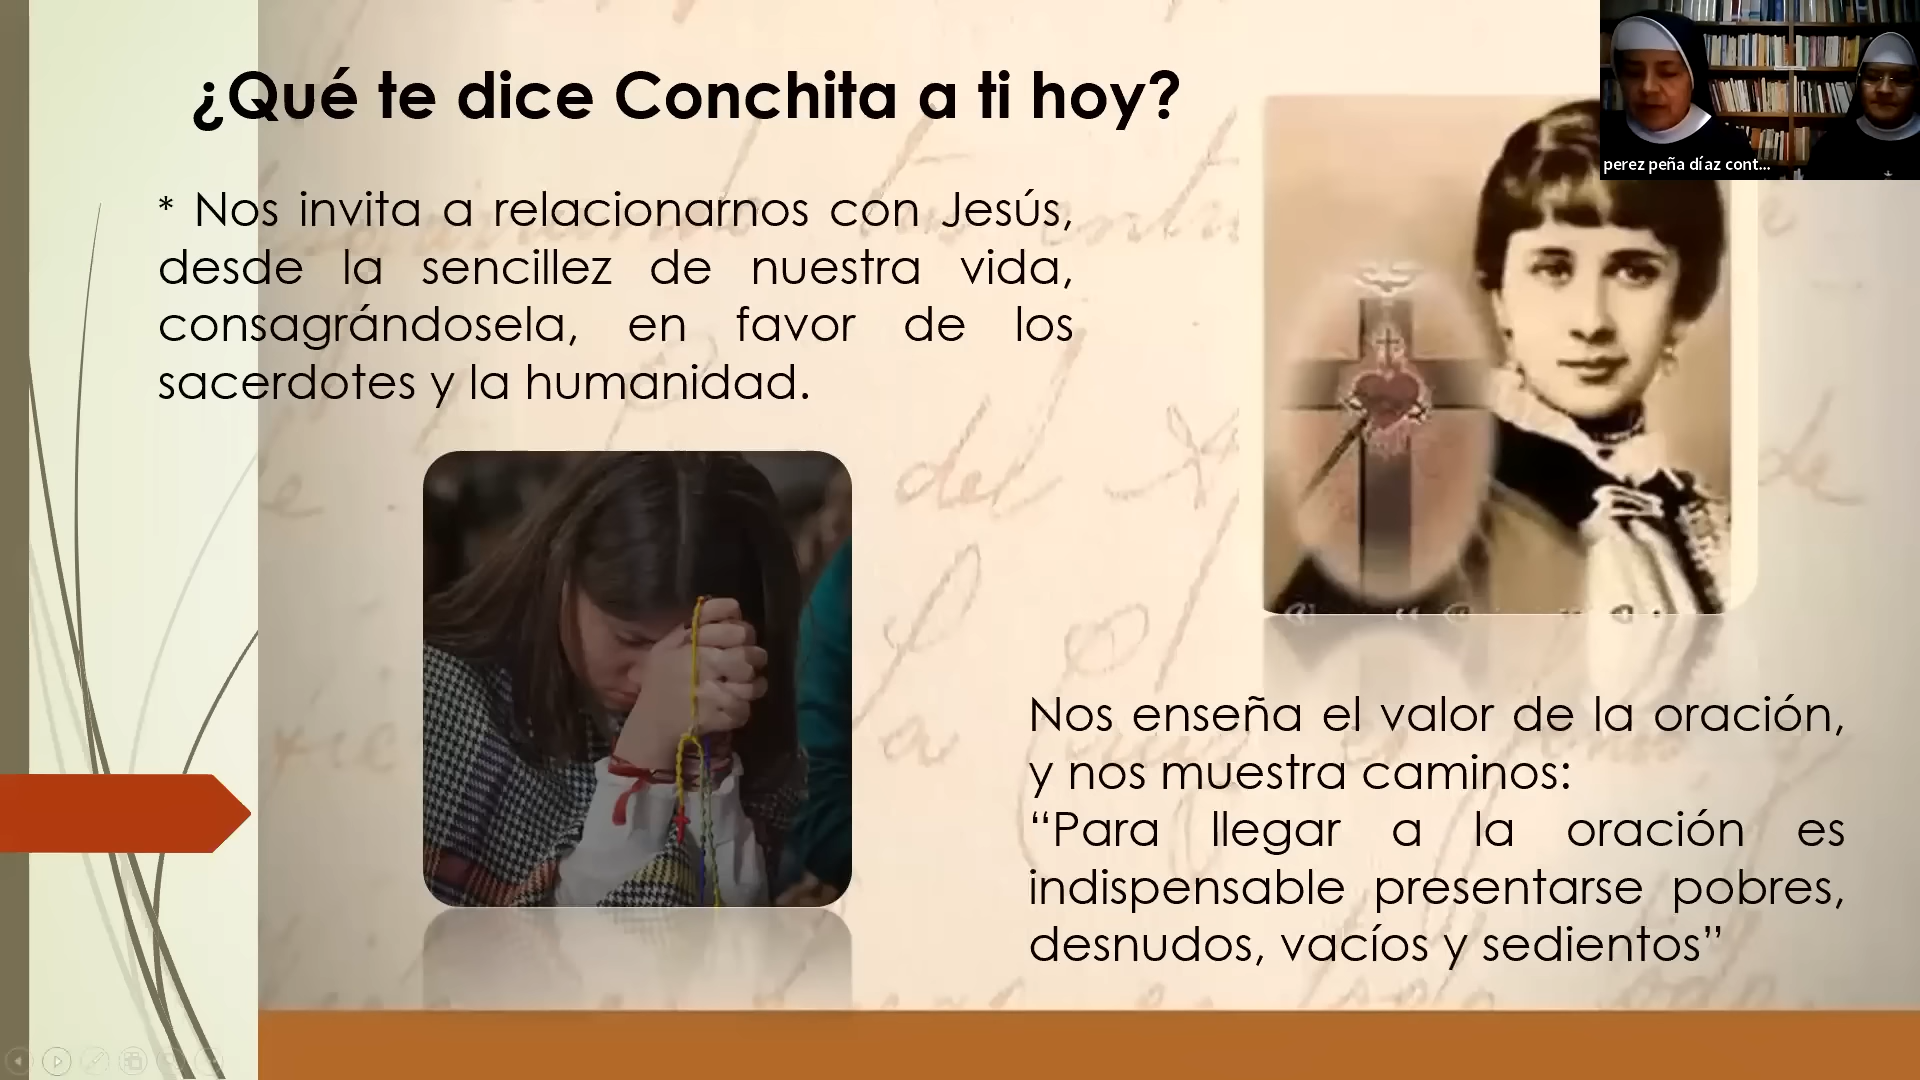 ¿Qué te dice Conchita a ti hoy?
perez peña díaz cont...
* Nos invita a relacionarnos con Jesús,
desde la sencillez de nuestra vida,
consagrándosela, en favor de los
sacerdotes y la humanidad.
del
de
Nos enseña el valor de la oración,
y nos muestra caminos:
“Para llegar a la oración es
indispensable presentarse pobres,
desnudos, vacíos y sedientos”